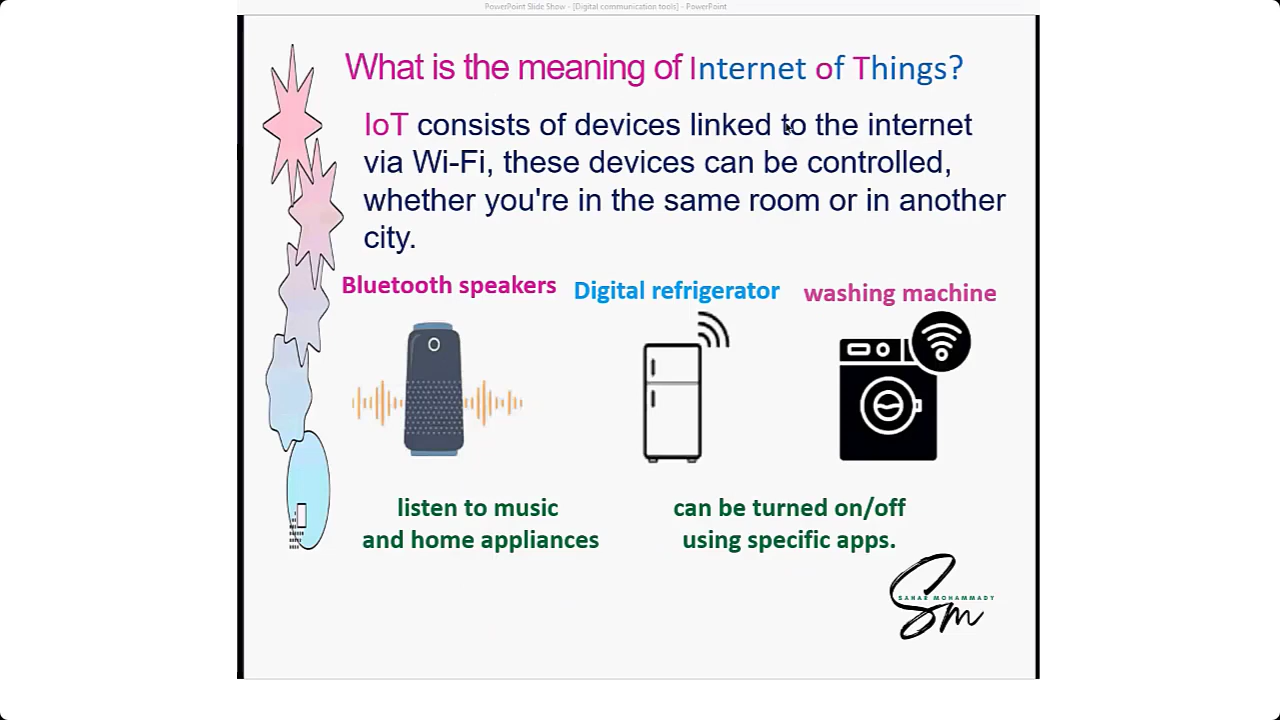 PowerPoint Slide Show - [Digital communication tools] - PowerPoint
What is the meaning of Internet of Things?
IoT consists of devices linked to the internet
via Wi-Fi, these devices can be controlled,
whether you're in the same room or in another
city.
Bluetooth speakers
Digital refrigerator
washing machine
listen to music
and home appliances
can be turned on/off
using specific apps.
Sm
SAHAR MOHAMMADY